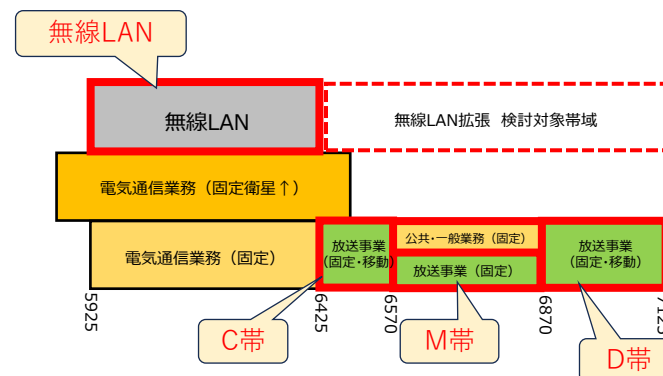 無線LAN
無線LAN
無線LAN拡張 検討対象帯域
電気通信業務（固定衛星↑）
電気通信業務（固定）
放送事業
(固定・移動)
公共・一般業務（固定）
放送事業（固定）
放送事業
(固定・移動)
5925
6425
6570
6870
7125
C帯
M帯
D帯